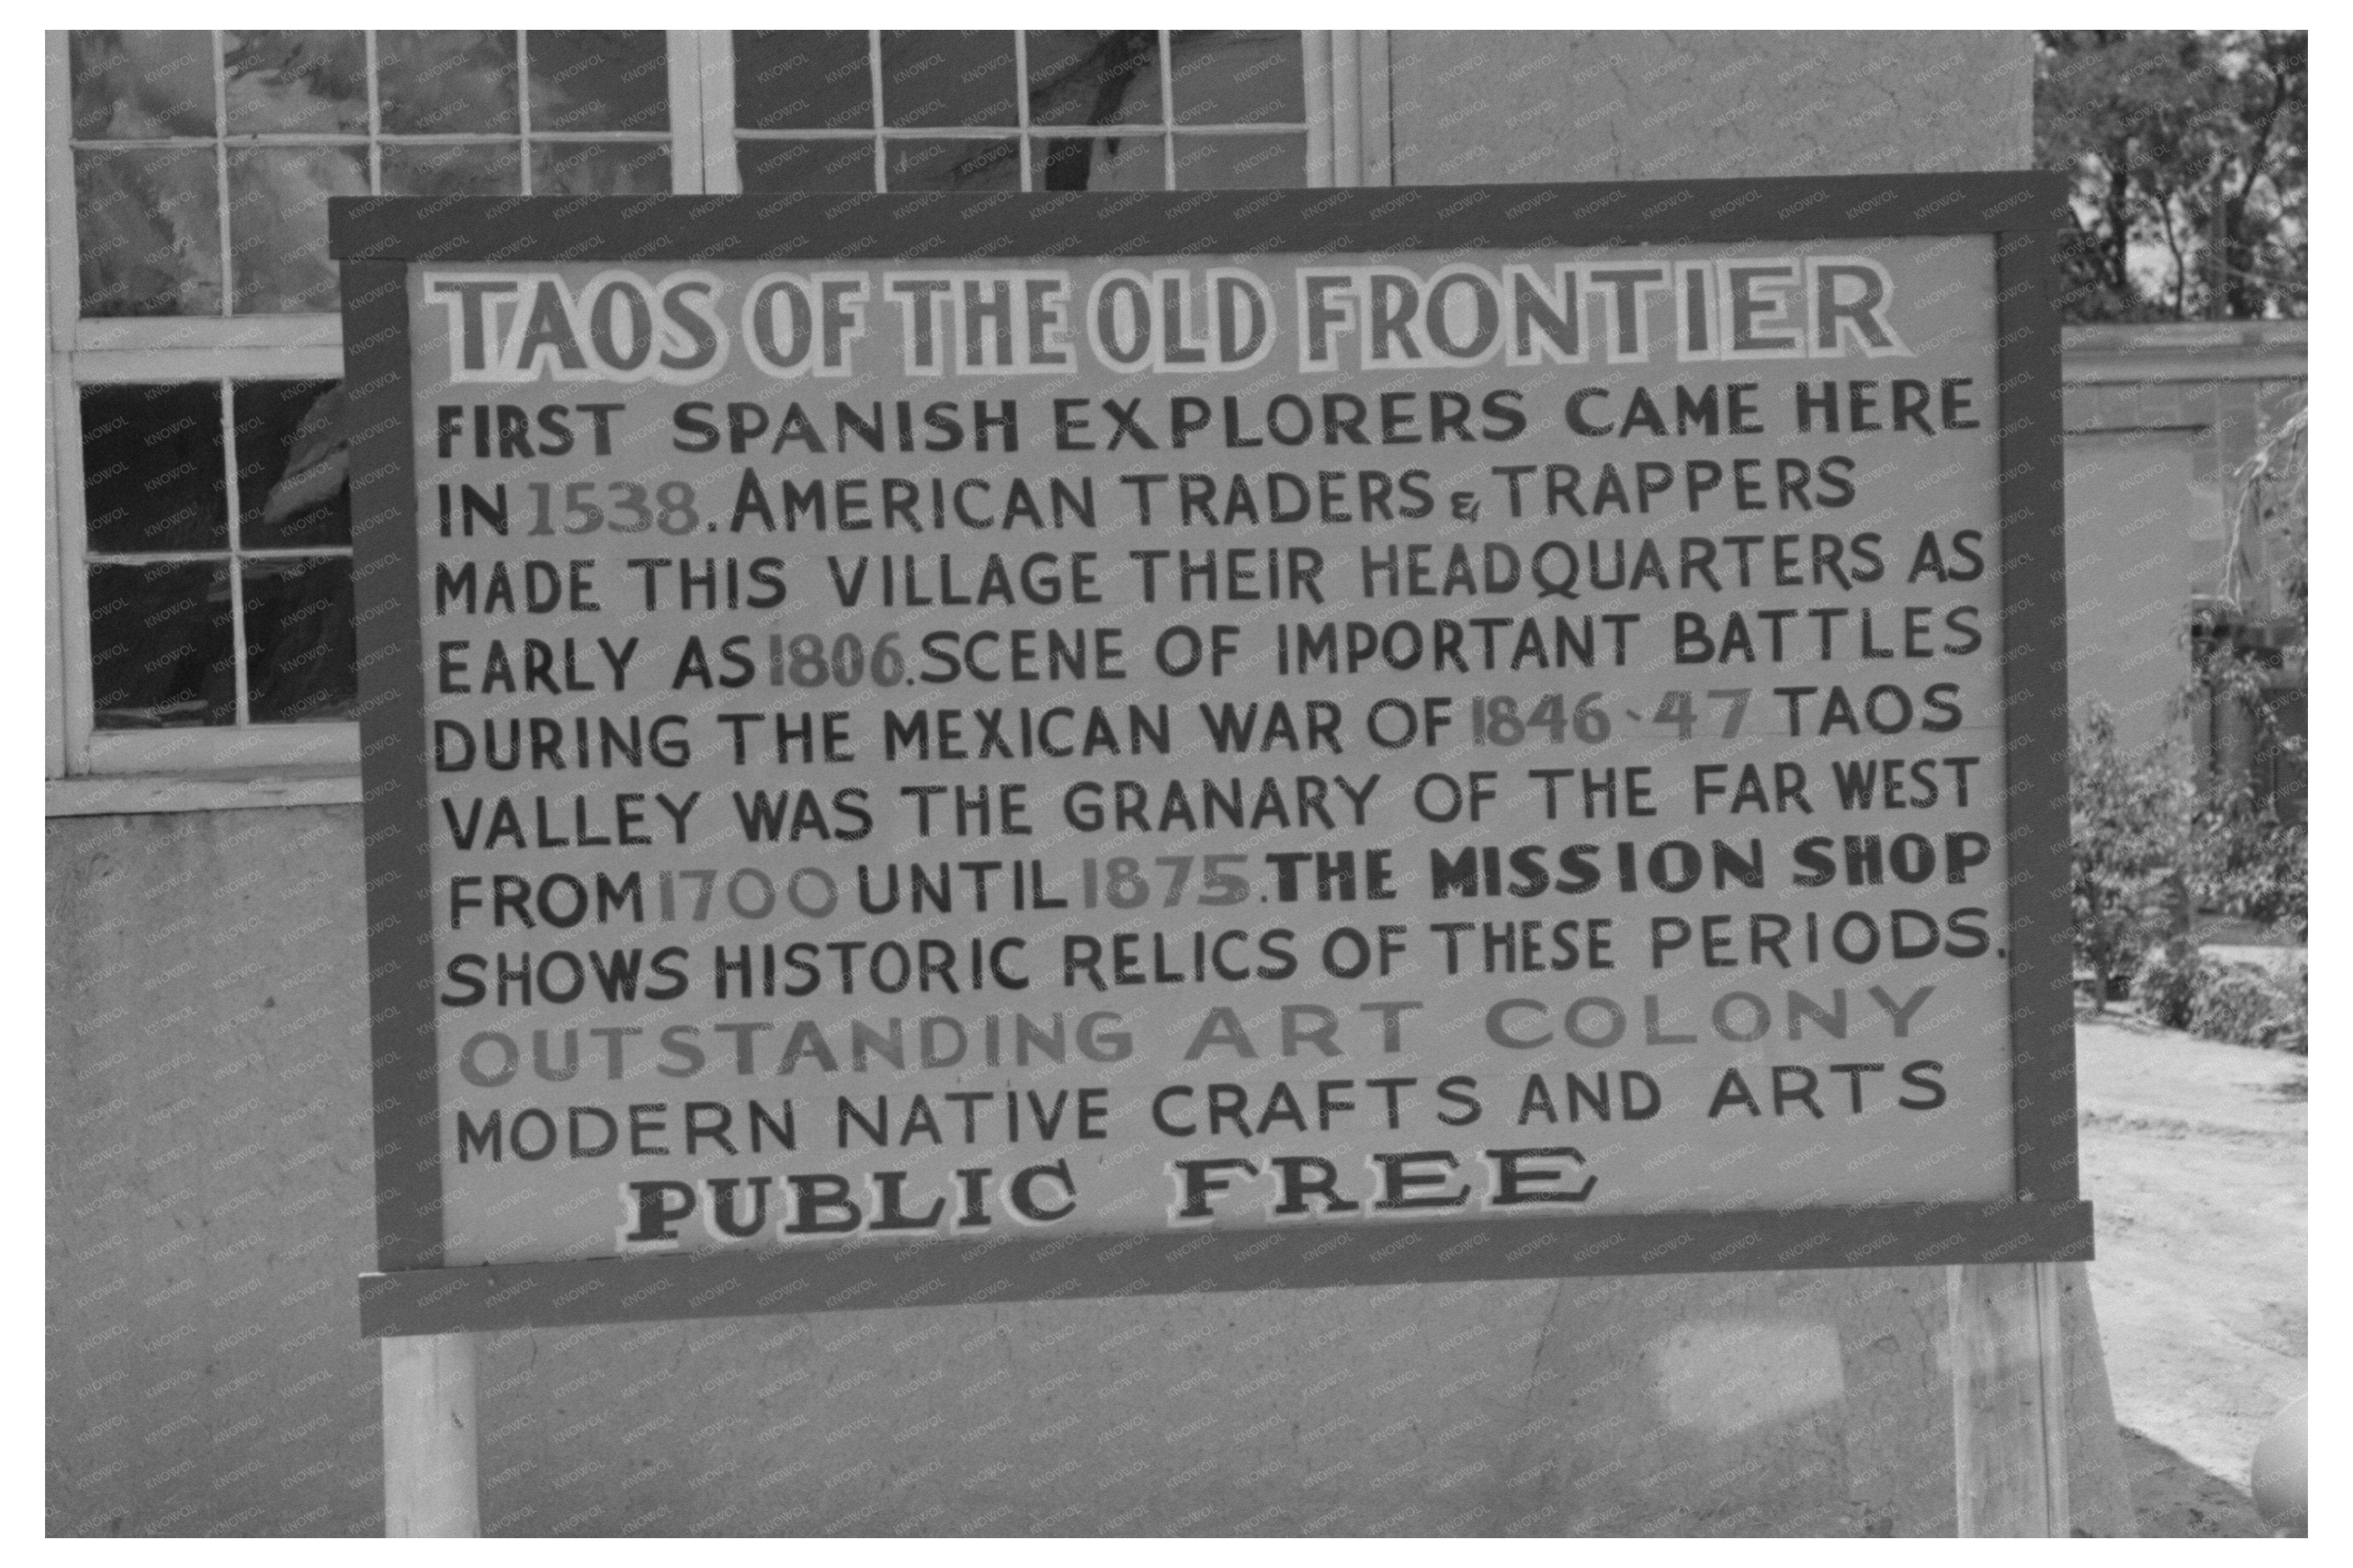 TAOS OF THE OLD FRONTIER
FIRST SPANISH EXPLORERS CAME HERE
IN 1538. AMERICAN TRADERS & TRAPPERS
MADE THIS VILLAGE THEIR HEADQUARTERS AS
EARLY AS 1806. SCENE OF IMPORTANT BATTLES
DURING THE MEXICAN WAR OF 1846-47 TAOS
VALLEY WAS THE GRANARY OF THE FAR WEST
FROM 1700 UNTIL 1875. THE MISSION SHOP
SHOWS HISTORIC RELICS OF THESE PERIODS.
OUTSTANDING ART COLONY
MODERN NATIVE CRAFTS AND ARTS
PUBLIC FREE
KNOWOL